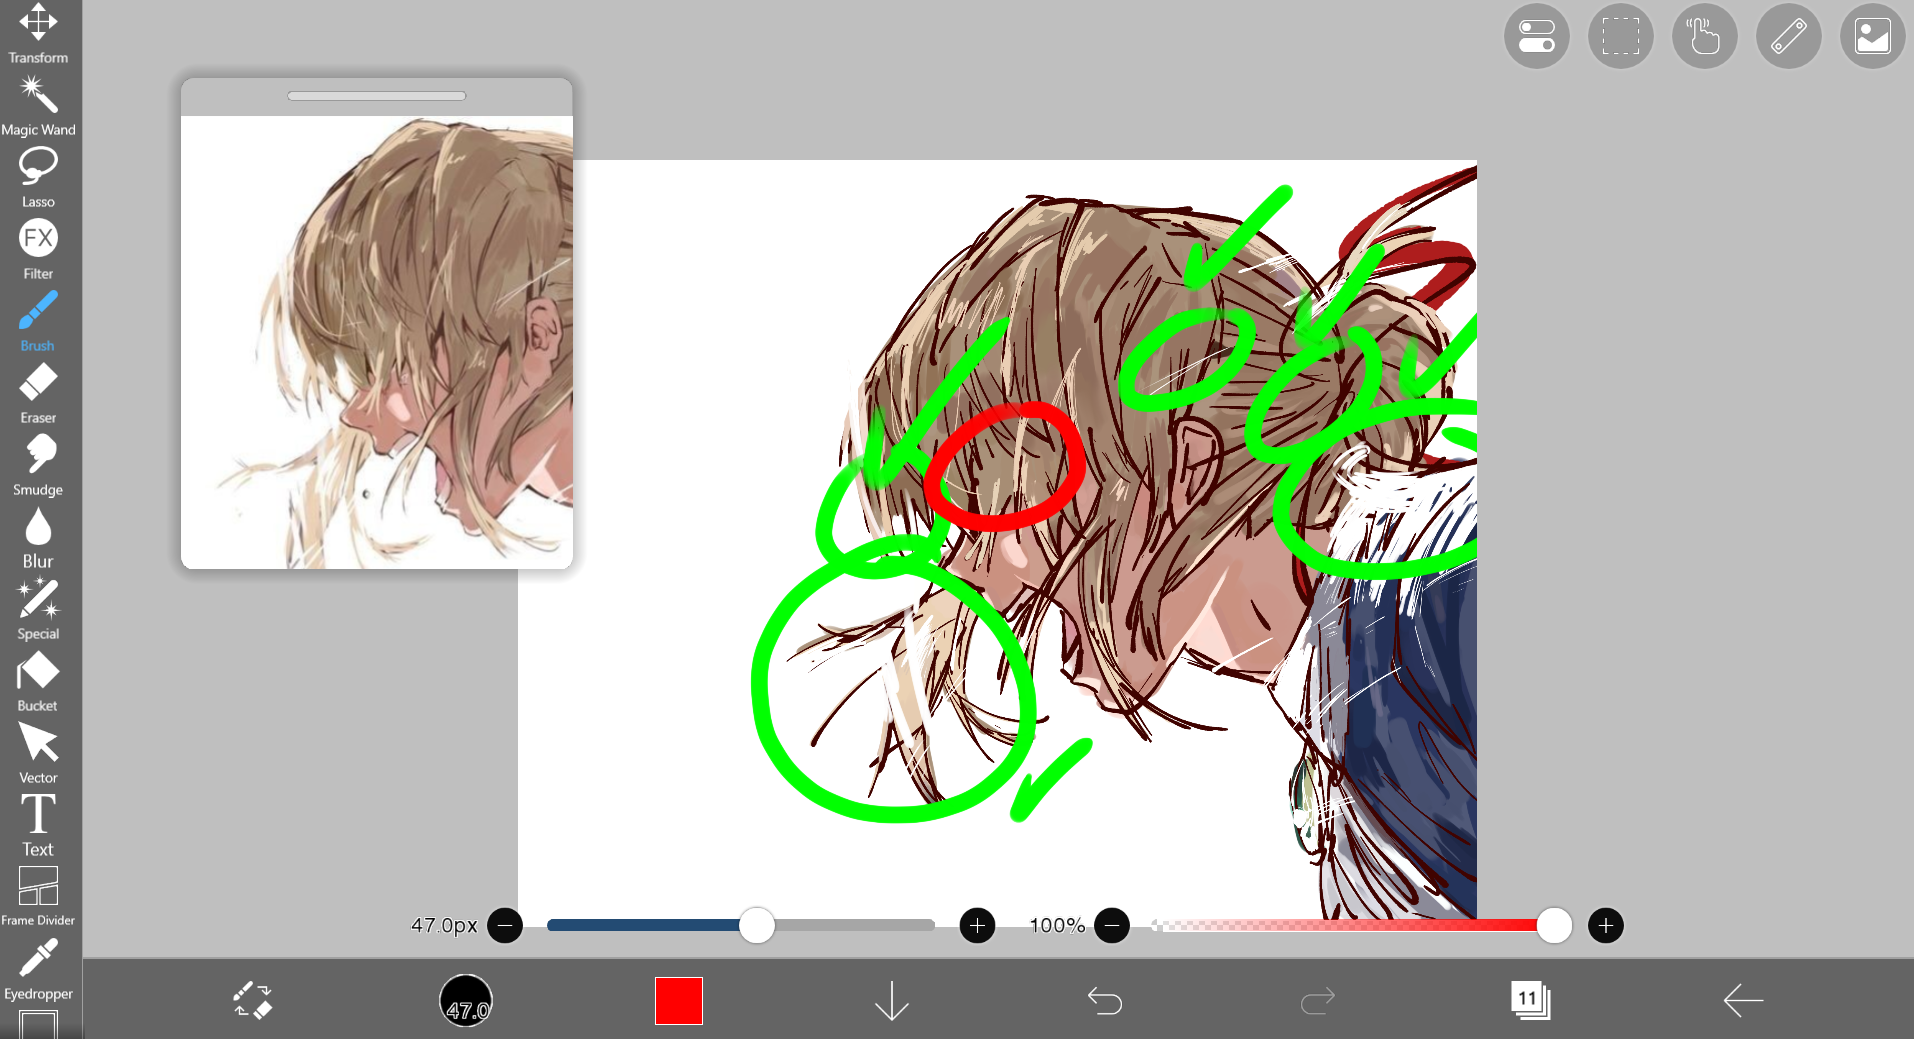 Transform
Magic Wand
Lasso
FX
Filter
Brush
Eraser
Smudge
Blur
Special
Bucket
Vector
T
Text
Frame Divider
Eyedropper
47.0px
100%
47.0
11